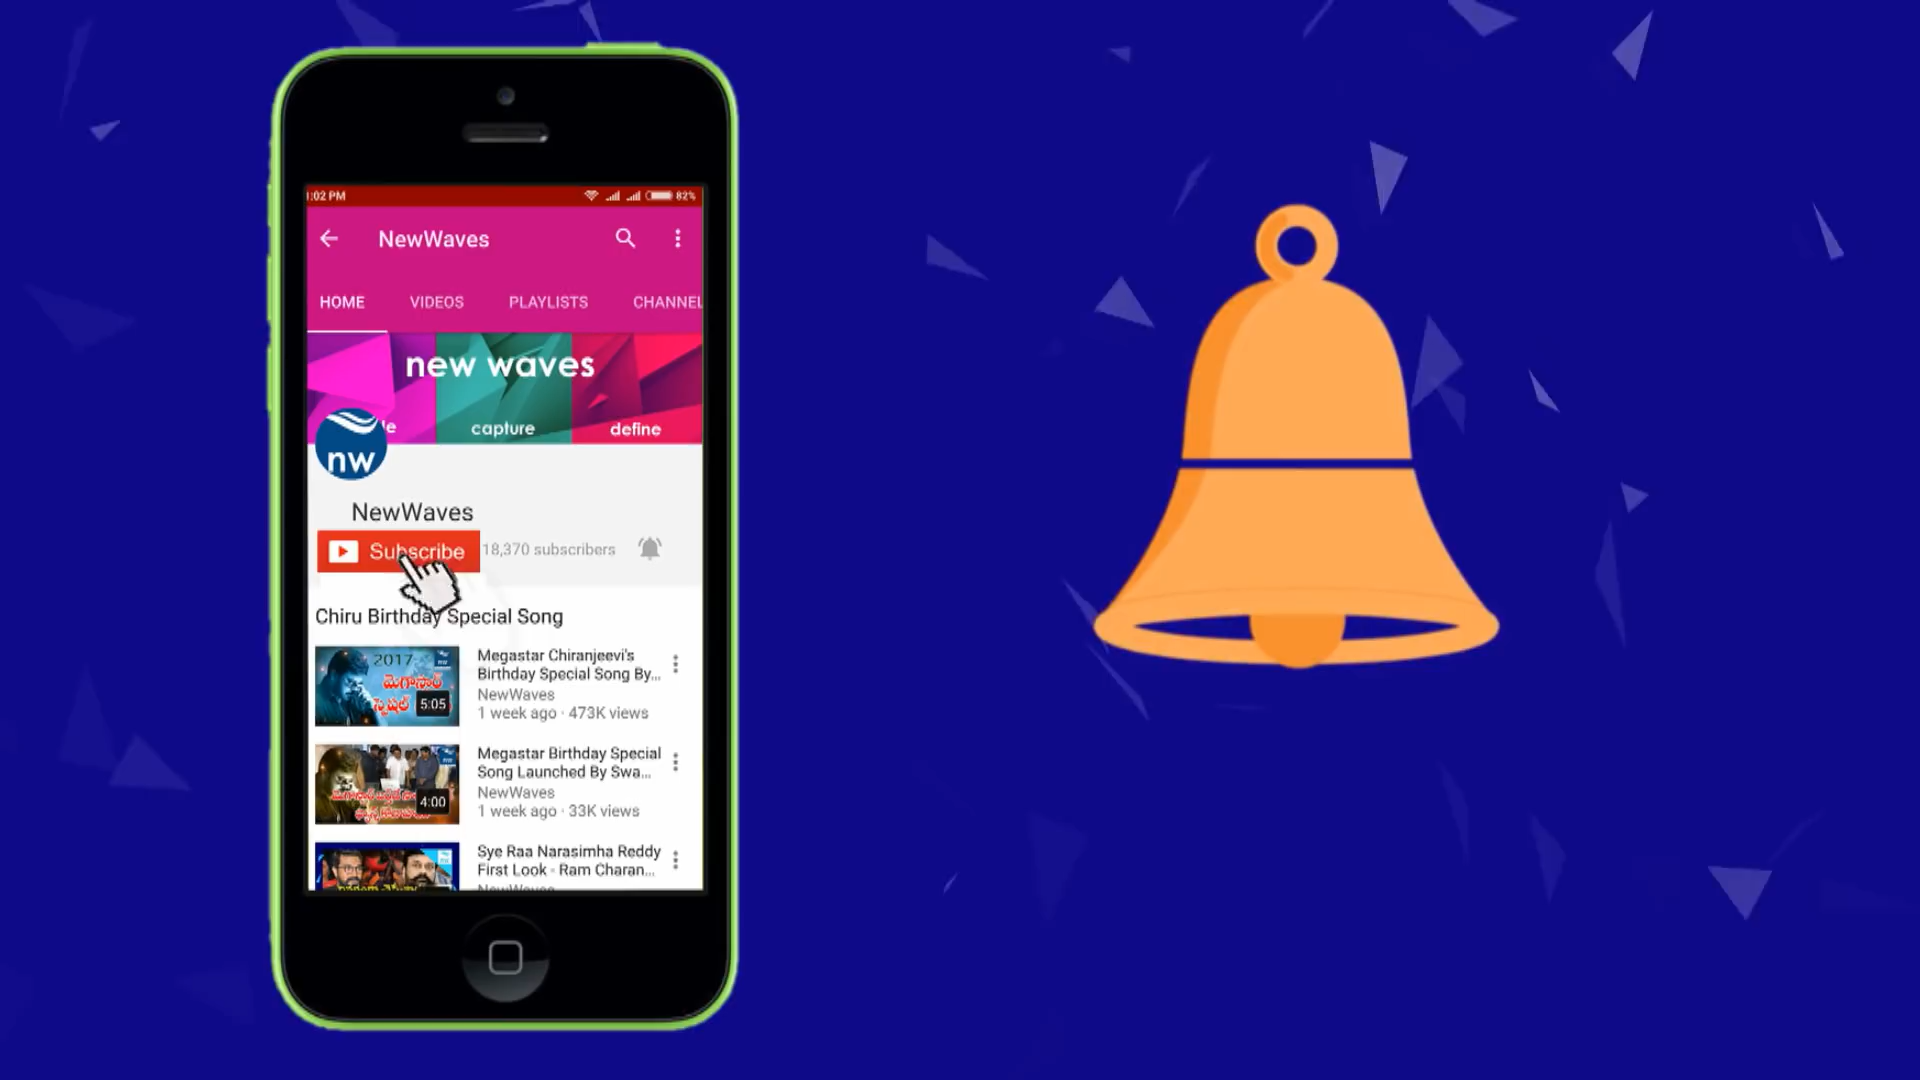 1:02 PM
82%
NewWaves
HOME VIDEOS PLAYLISTS CHANNEL
new waves
capture
define
nw
NewWaves
Subscribe
18,370 subscribers
Chiru Birthday Special Song
2017
మెగాస్టార్
స్పెషల్
5:05
Megastar Chiranjeevi's
Birthday Special Song By...
NewWaves
1 week ago · 473K views
4:00
Megastar Birthday Special
Song Launched By Swa...
NewWaves
1 week ago · 33K views
Sye Raa Narasimha Reddy
First Look - Ram Charan...
NewWaves